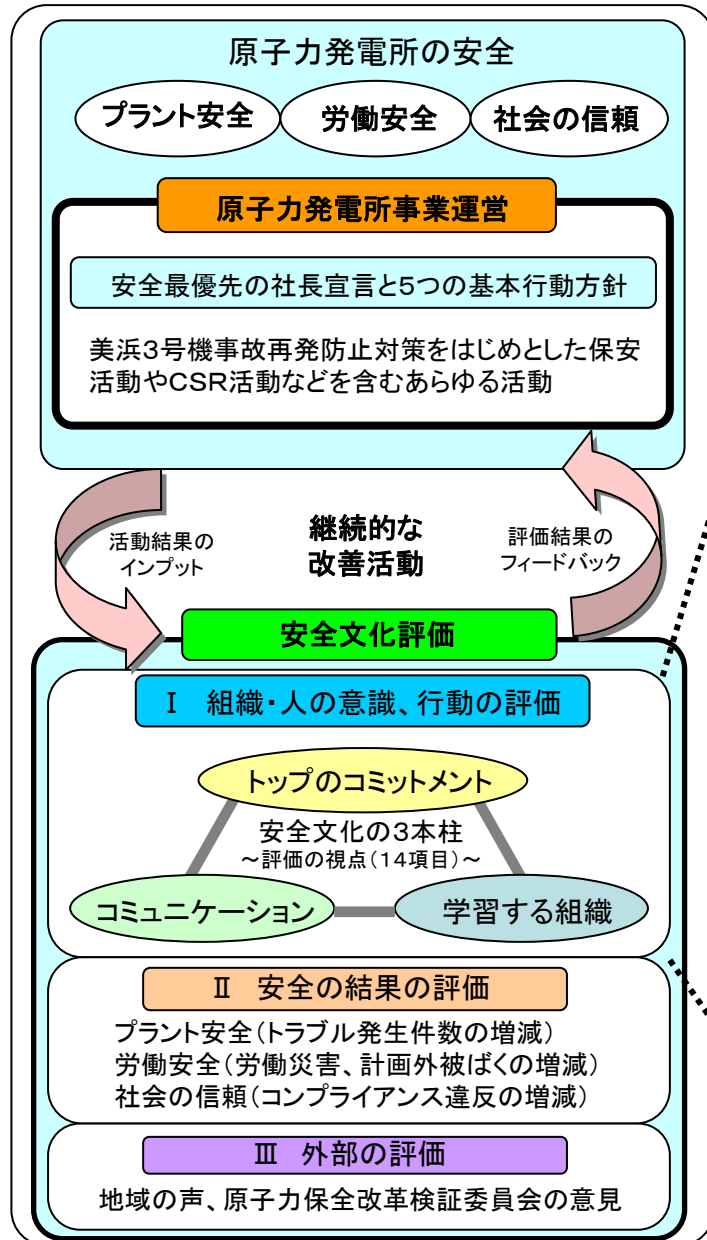 原子力発電所の安全
プラント安全
労働安全
社会の信頼
原子力発電所事業運営
安全最優先の社長宣言と5つの基本行動方針
美浜3号機事故再発防止対策をはじめとした保安
活動やCSR活動などを含むあらゆる活動
活動結果の
インプット
継続的な
改善活動
評価結果の
フィードバック
安全文化評価
Ⅰ 組織・人の意識、行動の評価
トップのコミットメント
安全文化の3本柱
～評価の視点(14項目)～
コミュニケーション
学習する組織
Ⅱ 安全の結果の評価
プラント安全(トラブル発生件数の増減)
労働安全(労働災害、計画外被ばくの増減)
社会の信頼(コンプライアンス違反の増減)
Ⅲ 外部の評価
地域の声、原子力保全改革検証委員会の意見